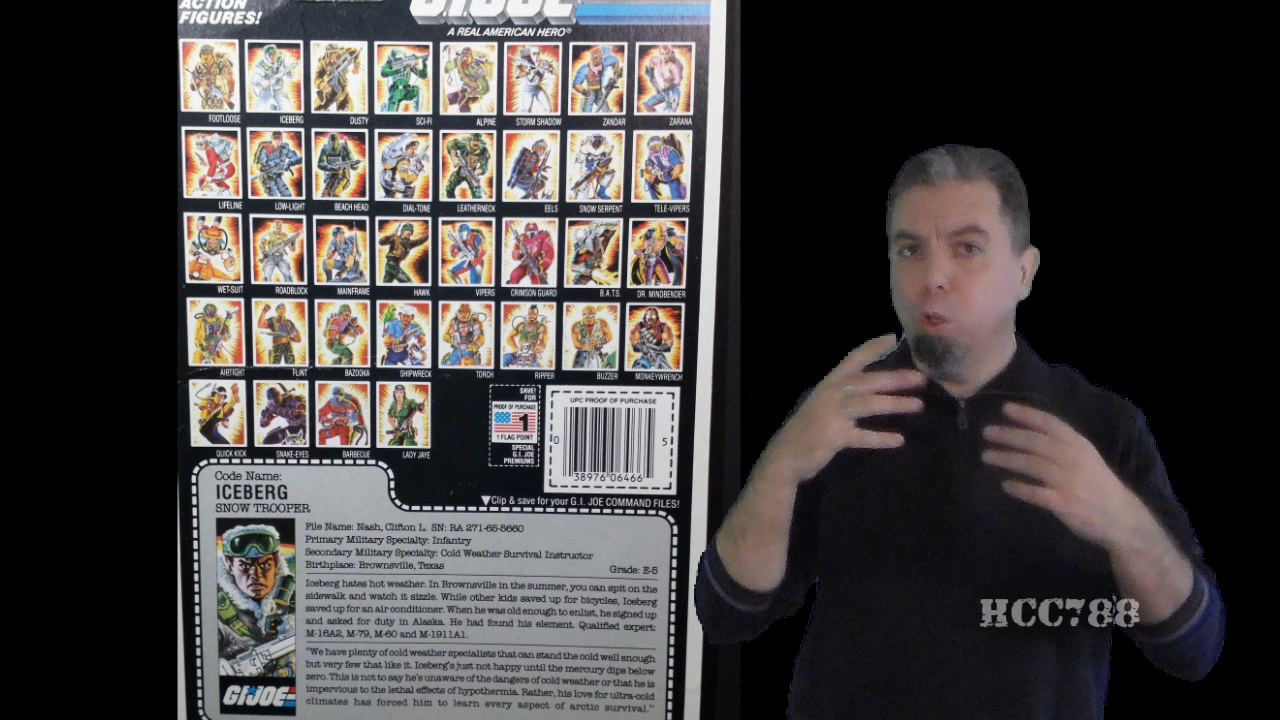 ACTION
FIGURES!
G.I. JOE
A REAL AMERICAN HERO®
FOOTLOOSE ICEBERG DUSTY SCI-FI ALPINE STORM SHADOW ZANDAR ZARANA
LIFELINE LOW-LIGHT BEACH HEAD DIAL-TONE LEATHERNECK EELS SNOW SERPENT TELE-VIPERS
WET-SUIT ROADBLOCK MAINFRAME HAWK VIPERS CRIMSON GUARD B.A.T.S. DR. MINDBENDER
AIRTIGHT FLINT BAZOOKA SHIPWRECK TORCH RIPPER BUZZER MONKEYWRENCH
QUICK KICK SNAKE-EYES BARBECUE LADY JAYE
SAVE!
FOR
PROOF OF PURCHASE
1
1 FLAG POINT
SPECIAL
G.I. JOE
PREMIUMS
UPC PROOF OF PURCHASE
0 38976 06466 5
▼Clip & save for your G.I. JOE COMMAND FILES!
Code Name:
ICEBERG
SNOW TROOPER
File Name: Nash, Clifton L. SN: RA 271-65-5660
Primary Military Specialty: Infantry
Secondary Military Specialty: Cold Weather Survival Instructor
Birthplace: Brownsville, Texas Grade: E-5
Iceberg hates hot weather. In Brownsville in the summer, you can spit on the
sidewalk and watch it sizzle. While other kids saved up for bicycles, Iceberg
saved up for an air conditioner. When he was old enough to enlist, he signed up
and asked for duty in Alaska. He had found his element. Qualified expert:
M-16A2, M-79, M-60 and M-1911A1.
"We have plenty of cold weather specialists that can stand the cold well enough
but very few that like it. Iceberg's just not happy until the mercury dips below
zero. This is not to say he's unaware of the dangers of cold weather or that he is
impervious to the lethal effects of hypothermia. Rather, his love for ultra-cold
climates has forced him to learn every aspect of arctic survival."
G.I. JOE
HCC788